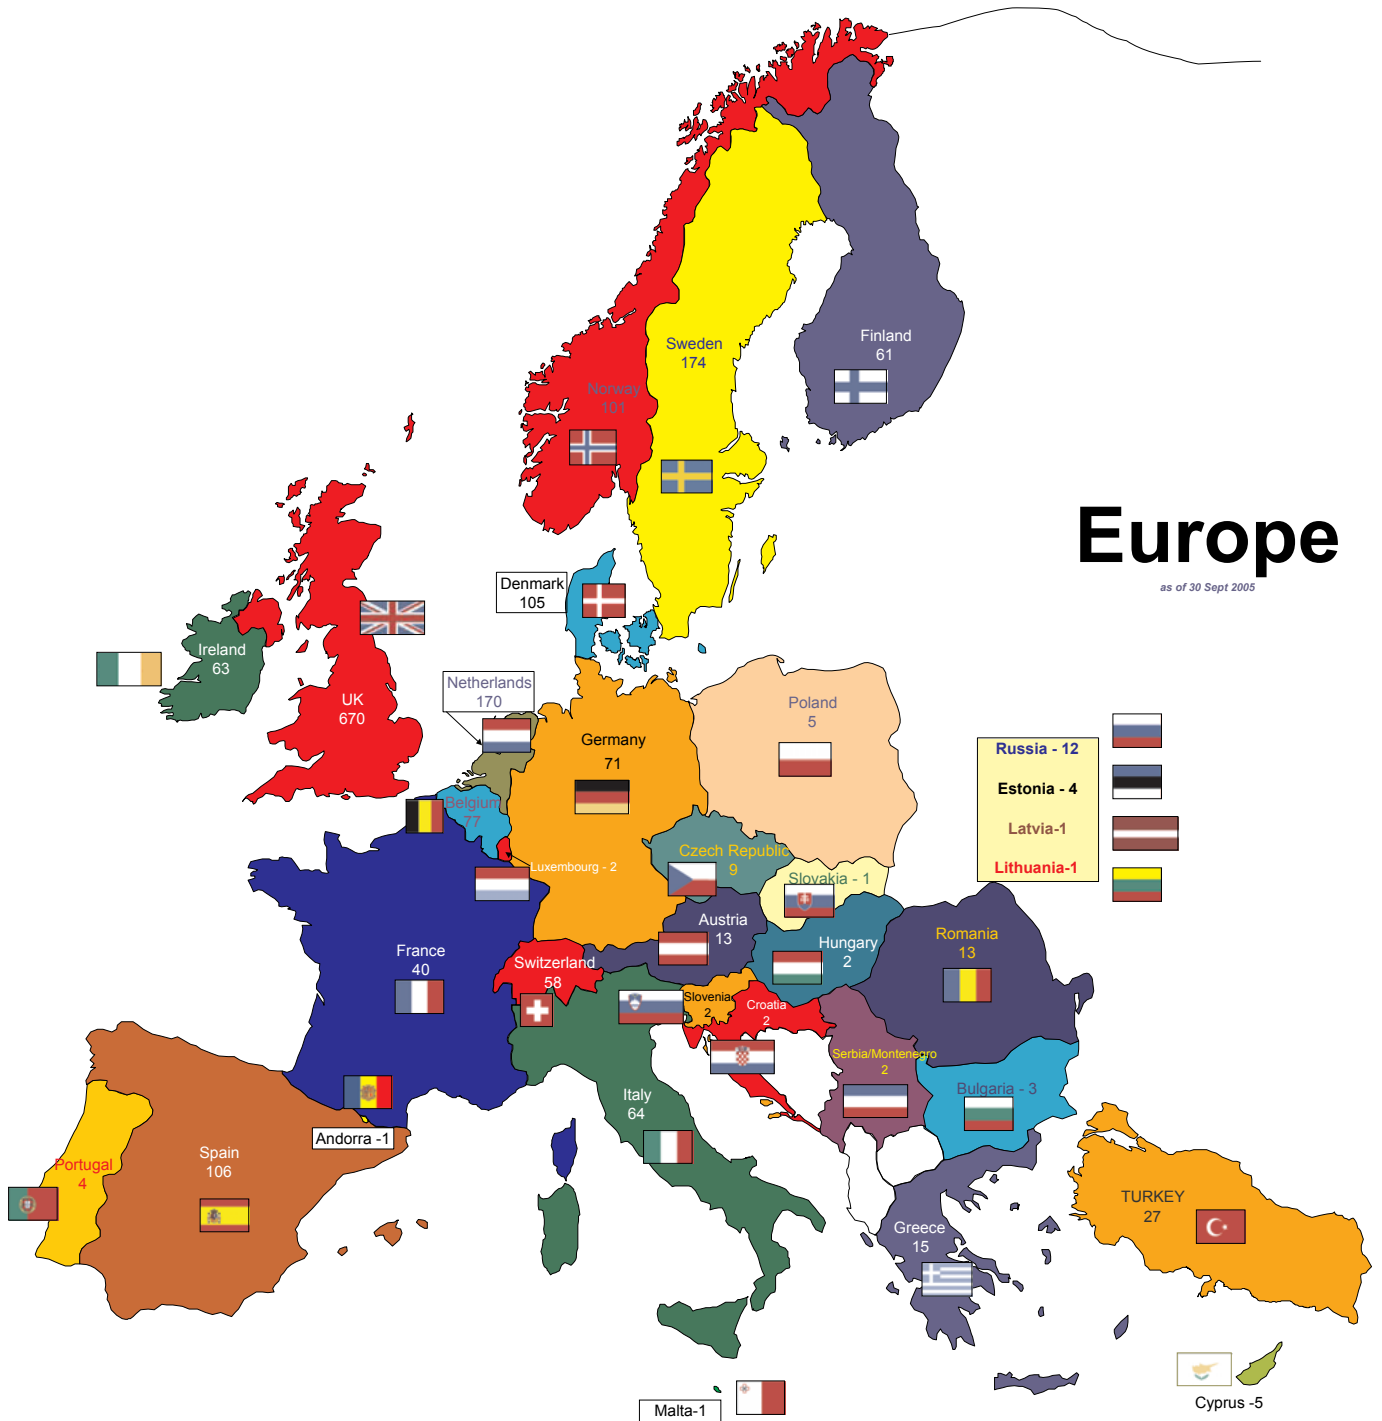 Finland
61
Sweden
174
Norway
101
Europe
as of 30 Sept 2005
Denmark
105
Ireland
63
UK
670
Netherlands
170
Germany
71
Poland
5
Russia - 12
Estonia - 4
Latvia-1
Lithuania-1
Belgium
77
Luxembourg - 2
Czech Republic
9
Slovakia - 1
Austria
13
Hungary
2
Romania
13
France
40
Switzerland
58
Slovenia
2
Croatia
2
Serbia/Montenegro
2
Bulgaria - 3
Italy
64
Andorra -1
Spain
106
Portugal
4
TURKEY
27
Greece
15
Malta-1
Cyprus -5